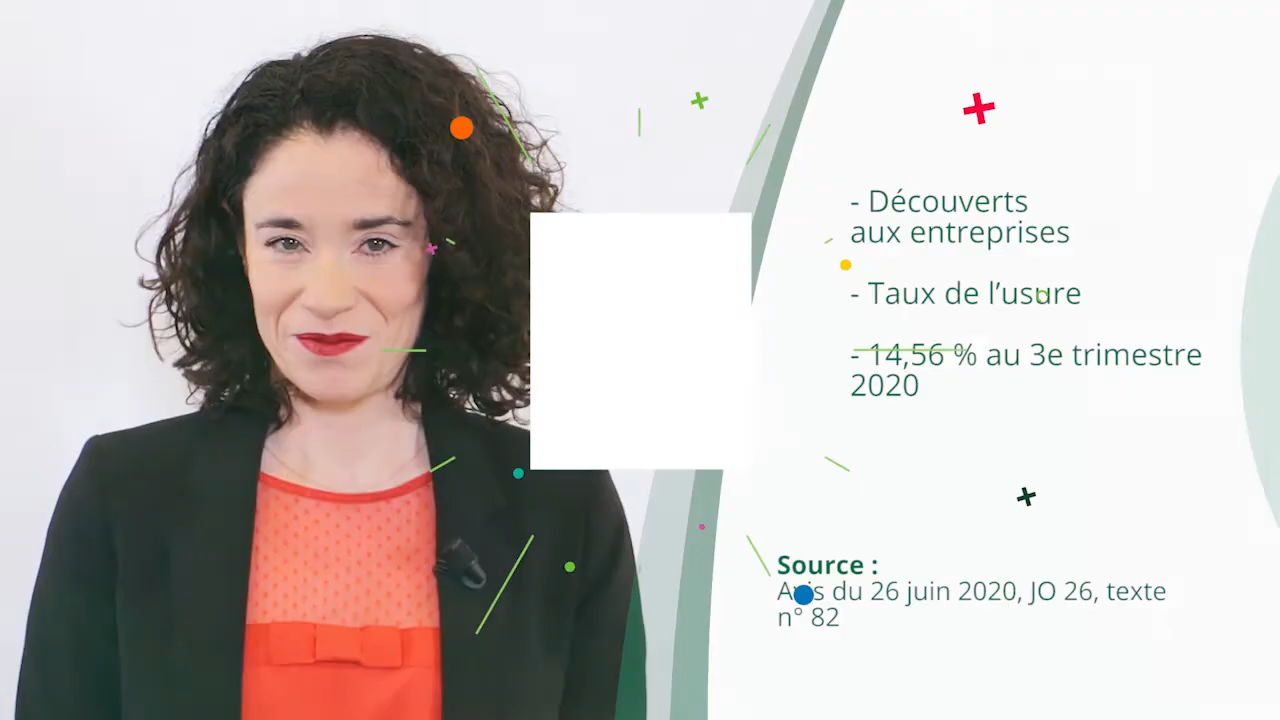 - Découverts
aux entreprises
- Taux de l’usure
- 14,56 % au 3e trimestre
2020
Source :
Avis du 26 juin 2020, JO 26, texte
n° 82